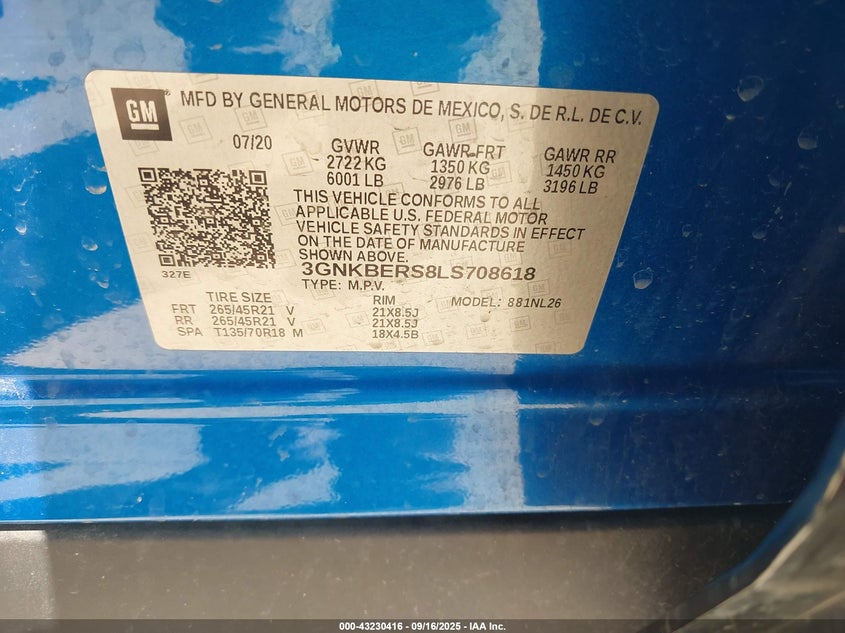 GM
MFD BY GENERAL MOTORS DE MEXICO, S. DE R.L. DE C.V.
07/20 GVWR GAWR FRT GAWR RR
2722 KG 1350 KG 1450 KG
6001 LB 2976 LB 3196 LB
THIS VEHICLE CONFORMS TO ALL
APPLICABLE U.S. FEDERAL MOTOR
VEHICLE SAFETY STANDARDS IN EFFECT
ON THE DATE OF MANUFACTURE
SHOWN ABOVE.
327E
3GNKBERS8LS708618
TYPE: M.P.V. MODEL: 881NL26
TIRE SIZE RIM
FRT 265/45R21 V 21X8.5J
RR 265/45R21 V 21X8.5J
SPA T135/70R18 M 18X4.5B
000-43230416 - 09/16/2025 - IAA Inc.